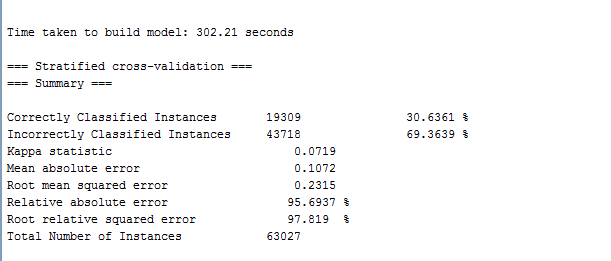 Time taken to build model: 302.21 seconds
=== Stratified cross-validation ===
=== Summary ===
Correctly Classified Instances 19309 30.6361 %
Incorrectly Classified Instances 43718 69.3639 %
Kappa statistic 0.0719
Mean absolute error 0.1072
Root mean squared error 0.2315
Relative absolute error 95.6937 %
Root relative squared error 97.819 %
Total Number of Instances 63027